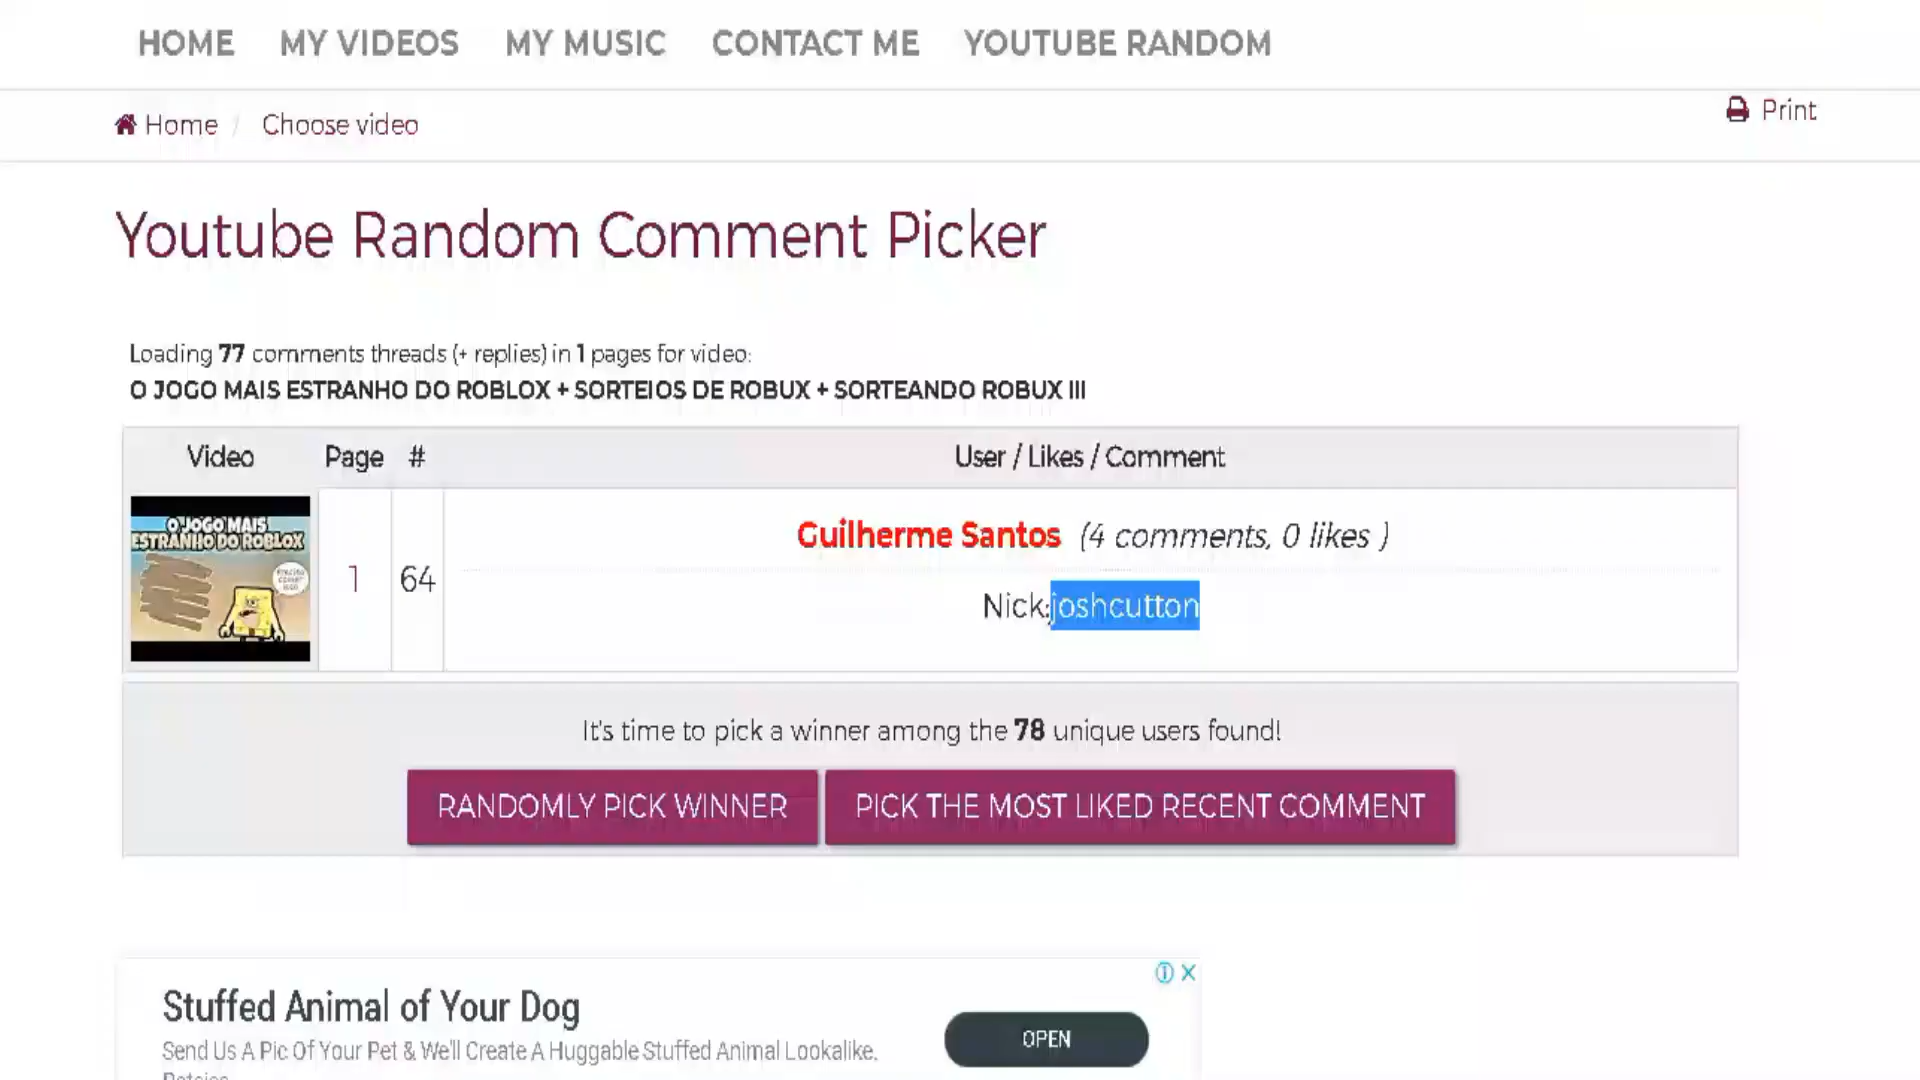 HOME MY VIDEOS MY MUSIC CONTACT ME YOUTUBE RANDOM
Home / Choose video
Print
Youtube Random Comment Picker
Loading 77 comments threads (+ replies) in 1 pages for video:
O JOGO MAIS ESTRANHO DO ROBLOX + SORTEIOS DE ROBUX + SORTEANDO ROBUX III
Video Page # User / Likes / Comment
O JOGO MAIS
ESTRANHO DO ROBLOX
1 64
Guilherme Santos (4 comments, 0 likes )
Nick:joshcutton
It's time to pick a winner among the 78 unique users found!
RANDOMLY PICK WINNER PICK THE MOST LIKED RECENT COMMENT
Stuffed Animal of Your Dog
Send Us A Pic Of Your Pet & We'll Create A Huggable Stuffed Animal Lookalike.
OPEN